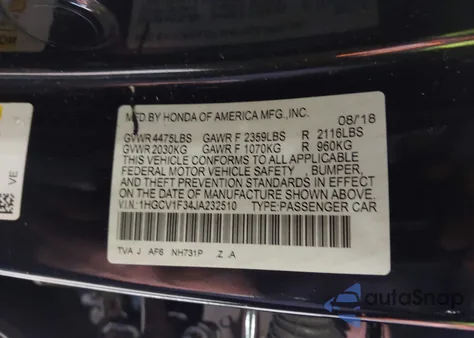 MFD.BY HONDA OF AMERICA MFG.,INC. 08/18
GVWR 4475LBS GAWR F 2359LBS R 2116LBS
GVWR 2030KG GAWR F 1070KG R 960KG
THIS VEHICLE CONFORMS TO ALL APPLICABLE
FEDERAL MOTOR VEHICLE SAFETY, BUMPER,
AND THEFT PREVENTION STANDARDS IN
EFFECT ON THE DATE OF MANUFACTURE SHOWN ABOVE.
V.I.N.:1HGCV1F34JA232510 TYPE:PASSENGER CAR
TVA J AF6 NH731P .Z .A
VE
autoSnap